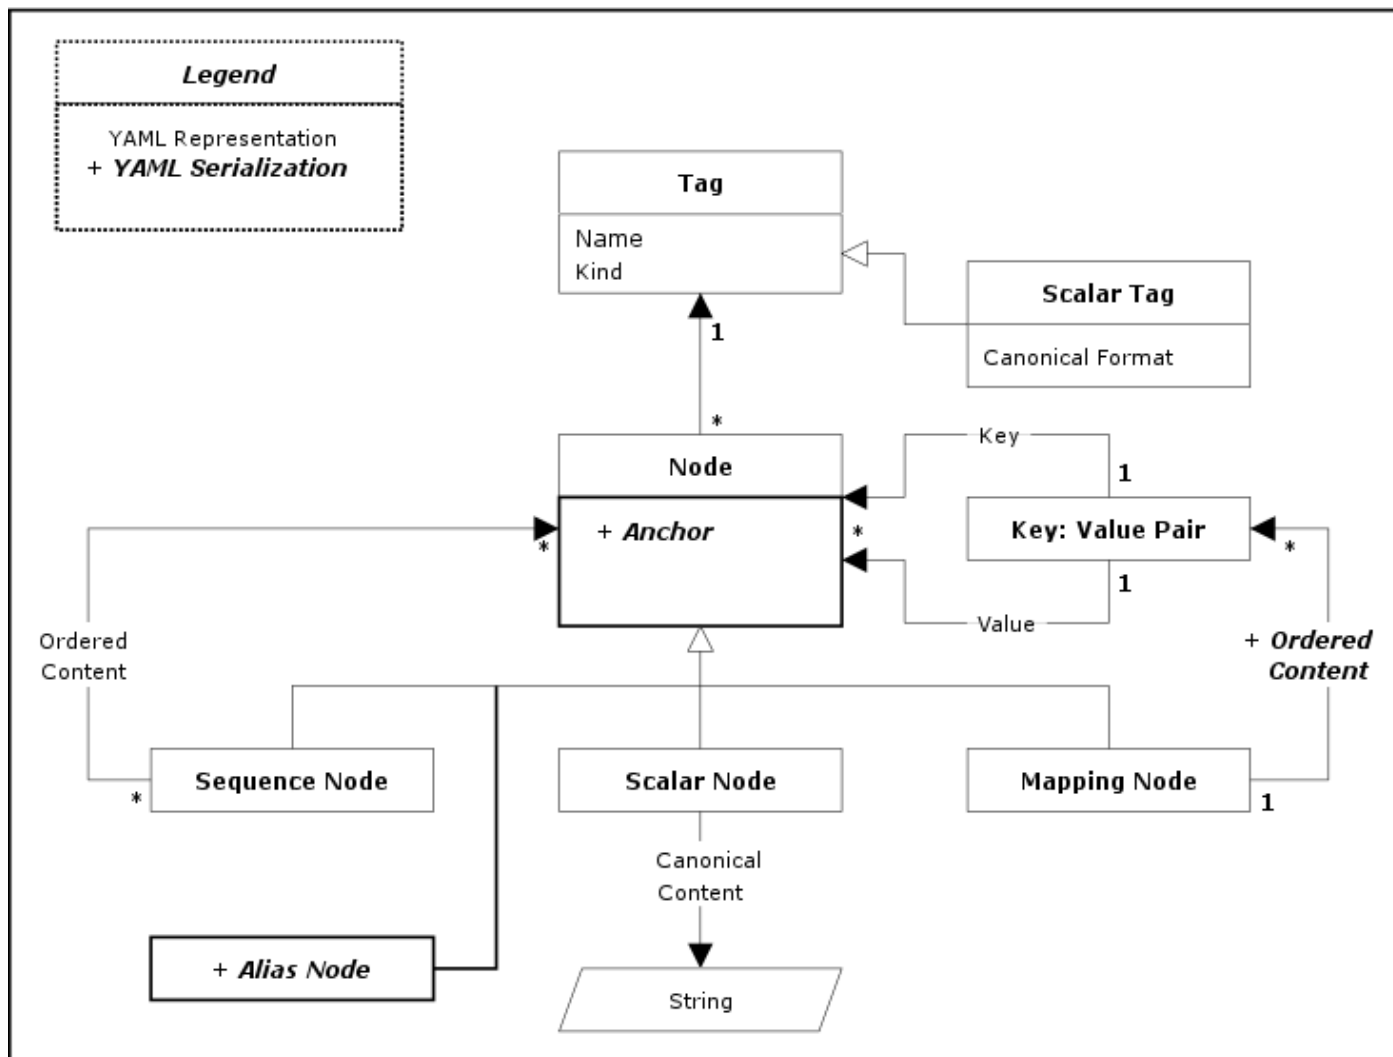 Legend
YAML Representation
+ YAML Serialization
Tag
Name
Kind
Scalar Tag
Canonical Format
1
*
Node
+ Anchor
Key
1
*
*
Key: Value Pair
*
1
Value
Ordered
Content
+ Ordered
Content
Sequence Node
*
Scalar Node
Mapping Node
1
Canonical
Content
+ Alias Node
String